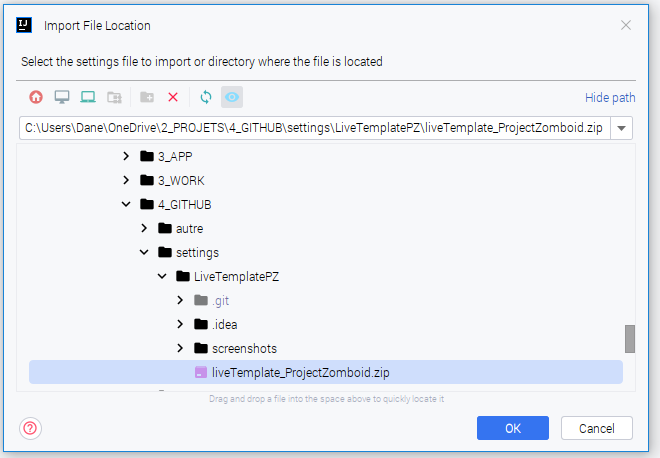 IJ
Import File Location
Select the settings file to import or directory where the file is located
Hide path
C:\Users\Dane\OneDrive\2_PROJETS\4_GITHUB\settings\LiveTemplatePZ\liveTemplate_ProjectZomboid.zip
3_APP
3_WORK
4_GITHUB
autre
settings
LiveTemplatePZ
.git
.idea
screenshots
liveTemplate_ProjectZomboid.zip
Drag and drop a file into the space above to quickly locate it
?
OK Cancel